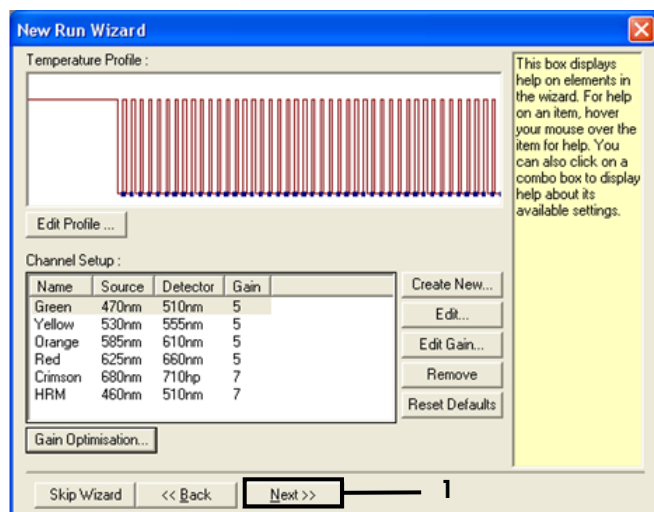 New Run Wizard
Temperature Profile :
Edit Profile ...
Channel Setup :
Name Source Detector Gain
Green 470nm 510nm 5
Yellow 530nm 555nm 5
Orange 585nm 610nm 5
Red 625nm 660nm 5
Crimson 680nm 710hp 7
HRM 460nm 510nm 7
Create New...
Edit...
Edit Gain...
Remove
Reset Defaults
Gain Optimisation...
This box displays
help on elements in
the wizard. For help
on an item, hover
your mouse over the
item for help. You
can also click on a
combo box to display
help about its
available settings.
Skip Wizard << Back Next >> 1